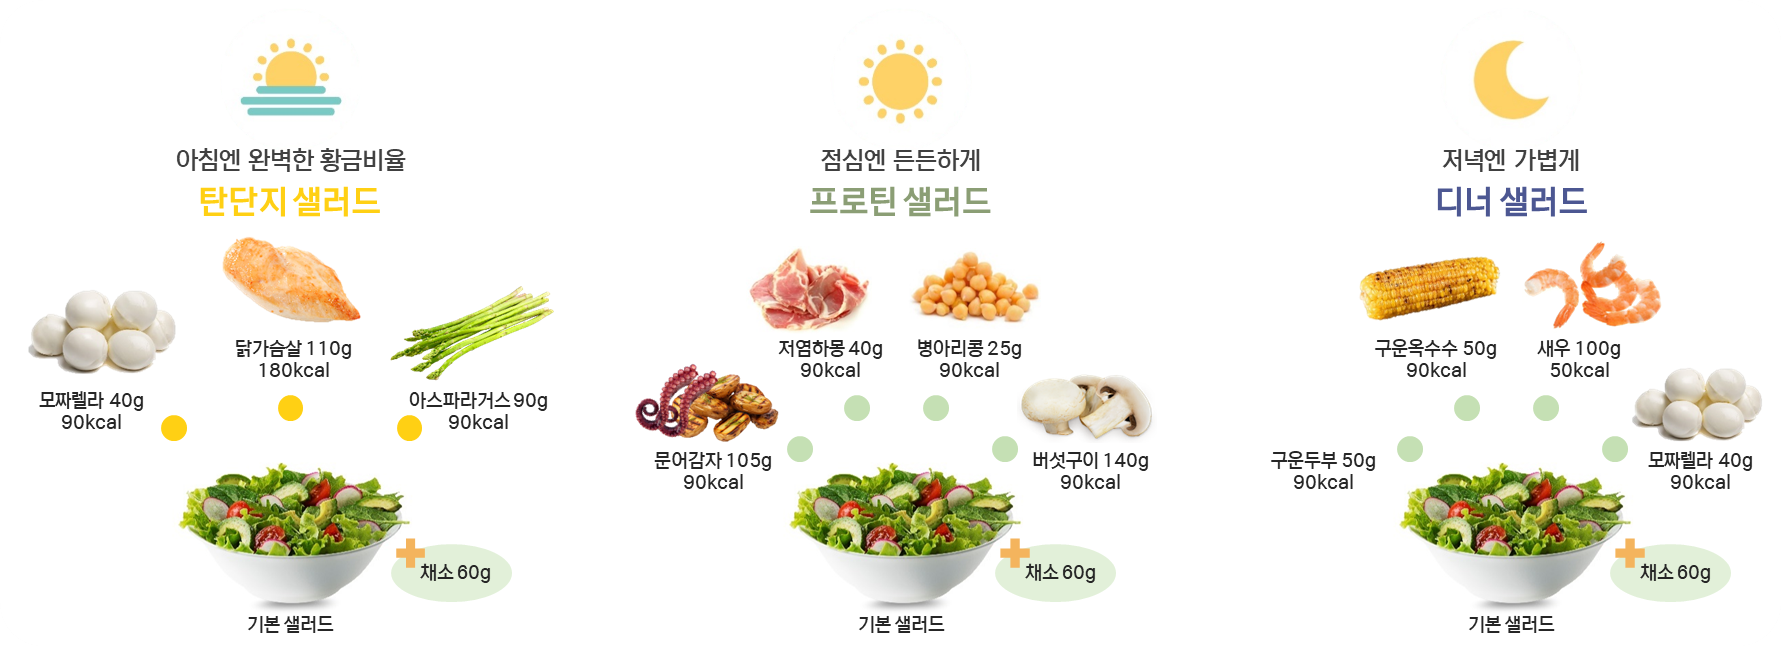 아침엔 완벽한 황금비율
탄단지 샐러드
모짜렐라 40g
90kcal
닭가슴살 110g
180kcal
아스파라거스 90g
90kcal
채소 60g
기본 샐러드
점심엔 든든하게
프로틴 샐러드
문어감자 105g
90kcal
저염하몽 40g
90kcal
병아리콩 25g
90kcal
버섯구이 140g
90kcal
채소 60g
기본 샐러드
저녁엔 가볍게
디너 샐러드
구운두부 50g
90kcal
구운옥수수 50g
90kcal
새우 100g
50kcal
모짜렐라 40g
90kcal
채소 60g
기본 샐러드